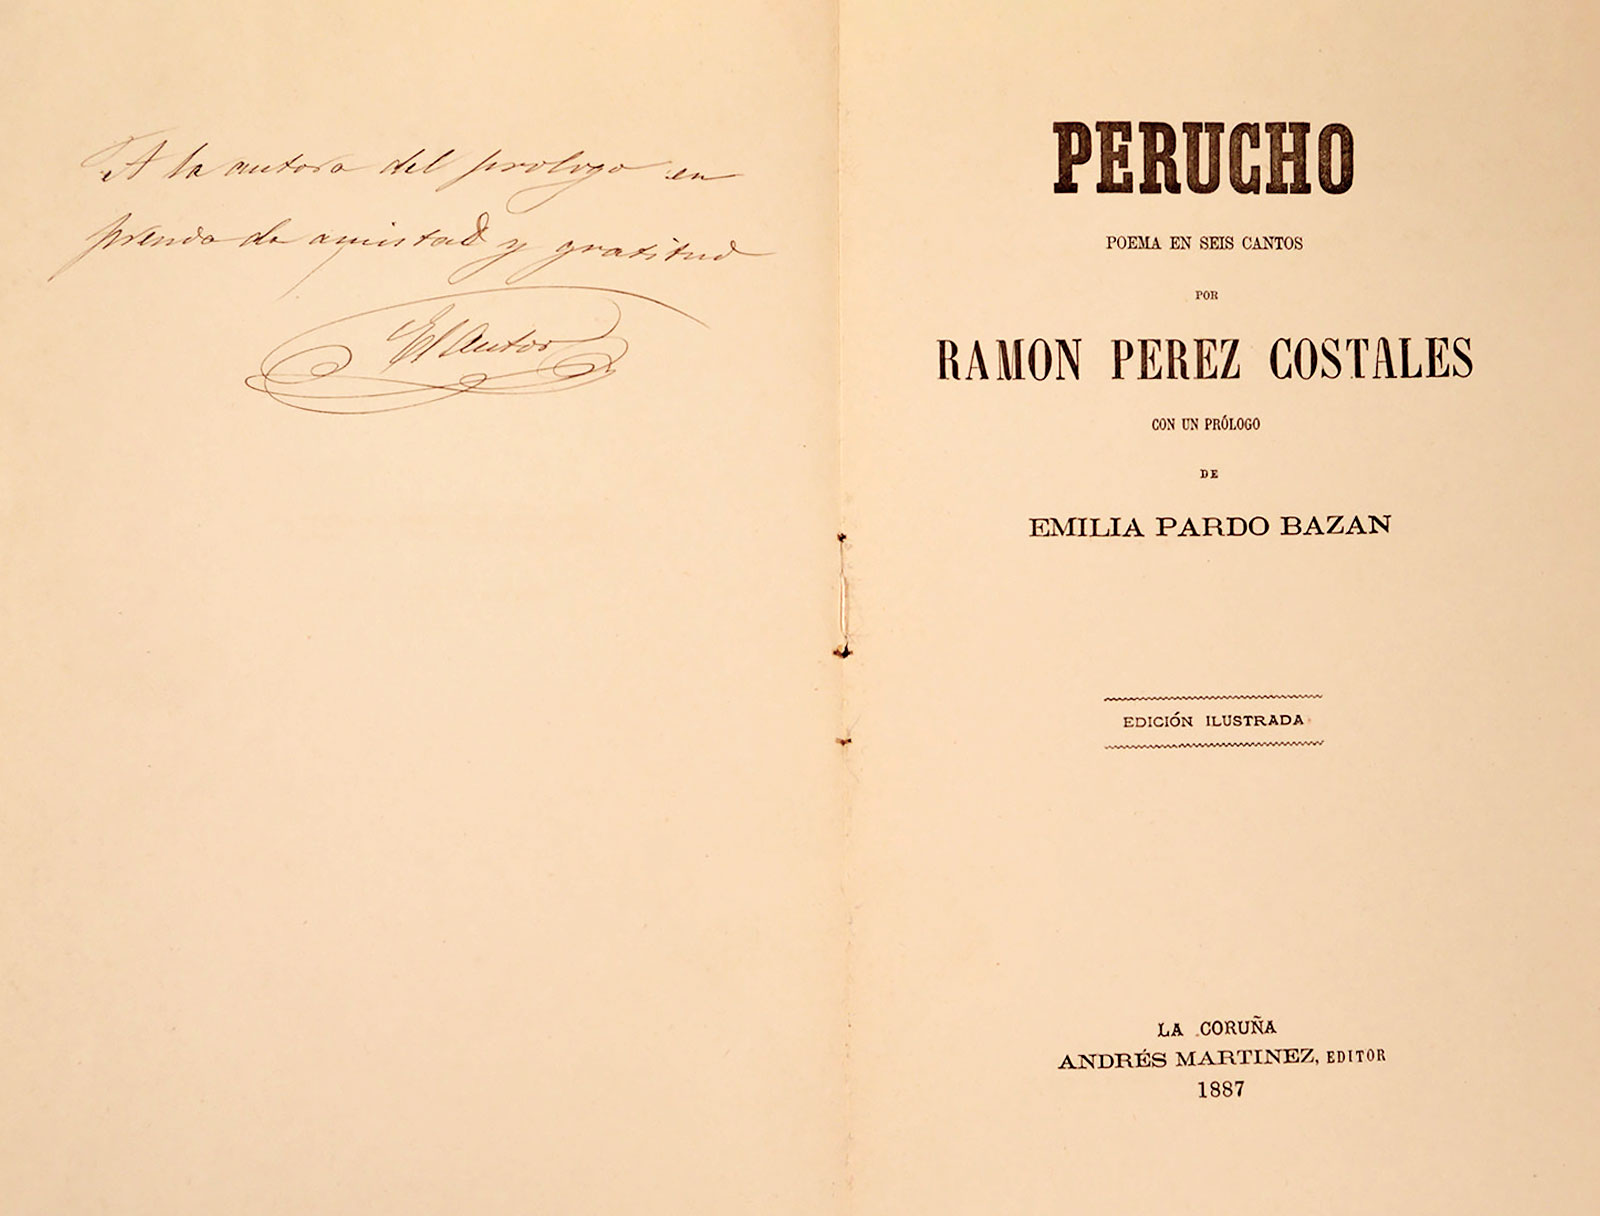 A la autora del prologo en
prenda de amistad y gratitud
El Autor
PERUCHO
POEMA EN SEIS CANTOS
POR
RAMON PEREZ COSTALES
CON UN PRÓLOGO
DE
EMILIA PARDO BAZAN
EDICIÓN ILUSTRADA
LA CORUÑA
ANDRÉS MARTINEZ, EDITOR
1887